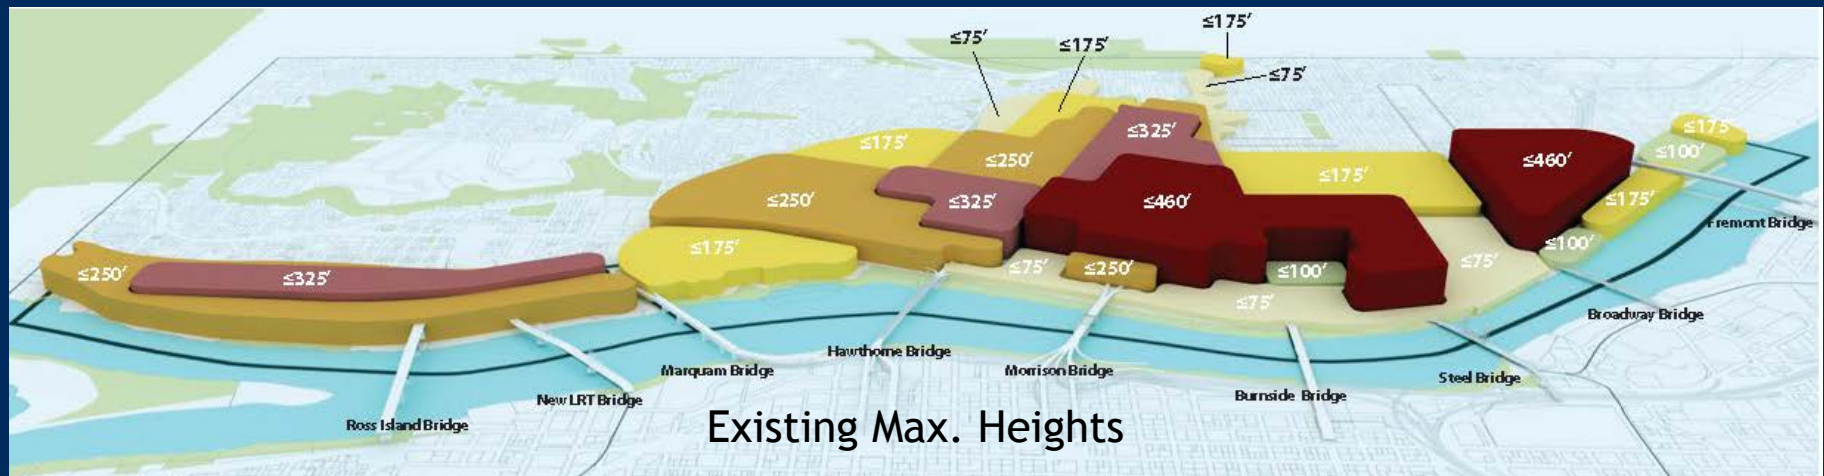 ≤175′
≤75′
≤175′
≤75′
≤175′
≤325′
≤175′
≤250′
≤100′
≤460′
≤175′
≤250′
≤325′
≤460′
≤175′
Fremont Bridge
≤175′
≤100′
≤75′
≤250′
≤325′
≤75′
≤250′
≤100′
≤75′
Broadway Bridge
Hawthorne Bridge
Marquam Bridge
Morrison Bridge
Steel Bridge
New LRT Bridge
Burnside Bridge
Ross Island Bridge
Existing Max. Heights